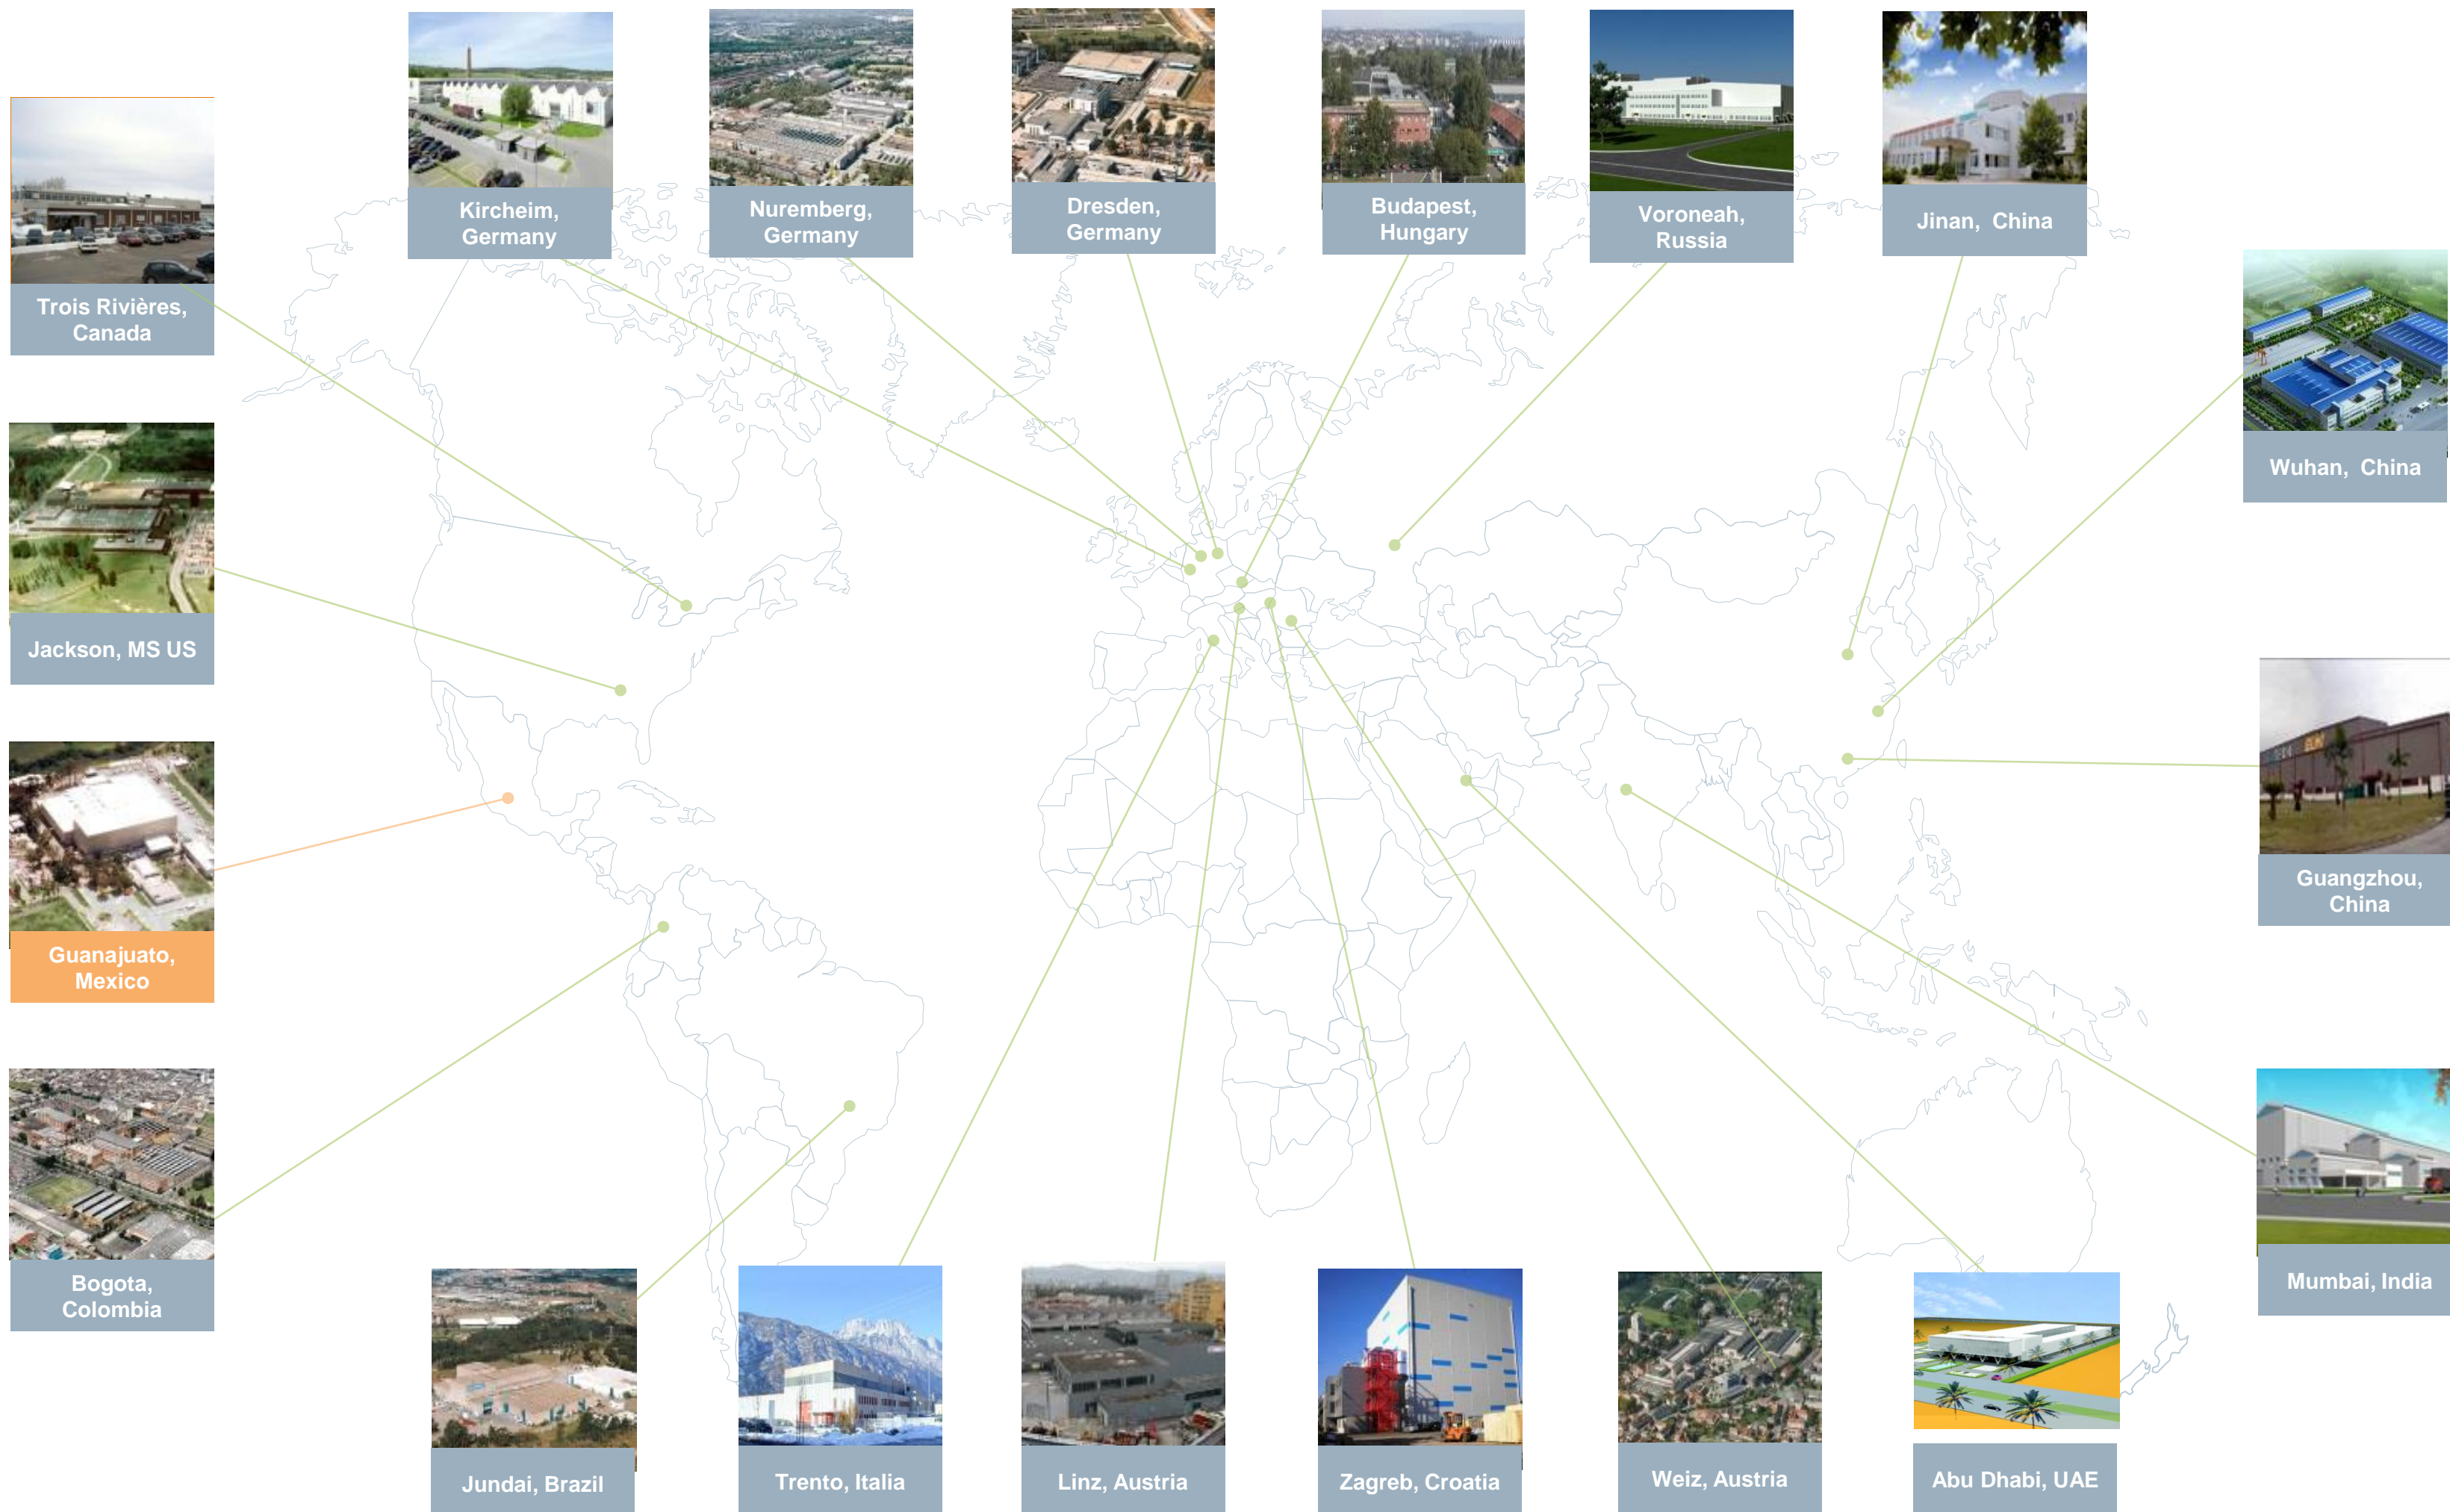 Kircheim,
Germany
Nuremberg,
Germany
Dresden,
Germany
Budapest,
Hungary
Voroneah,
Russia
Jinan,  China
Trois Rivières,
Canada
Wuhan,  China
Jackson, MS US
Guangzhou,
China
Guanajuato,
Mexico
Bogota,
Colombia
Mumbai, India
Jundai, Brazil
Trento, Italia
Linz, Austria
Zagreb, Croatia
Weiz, Austria
Abu Dhabi, UAE